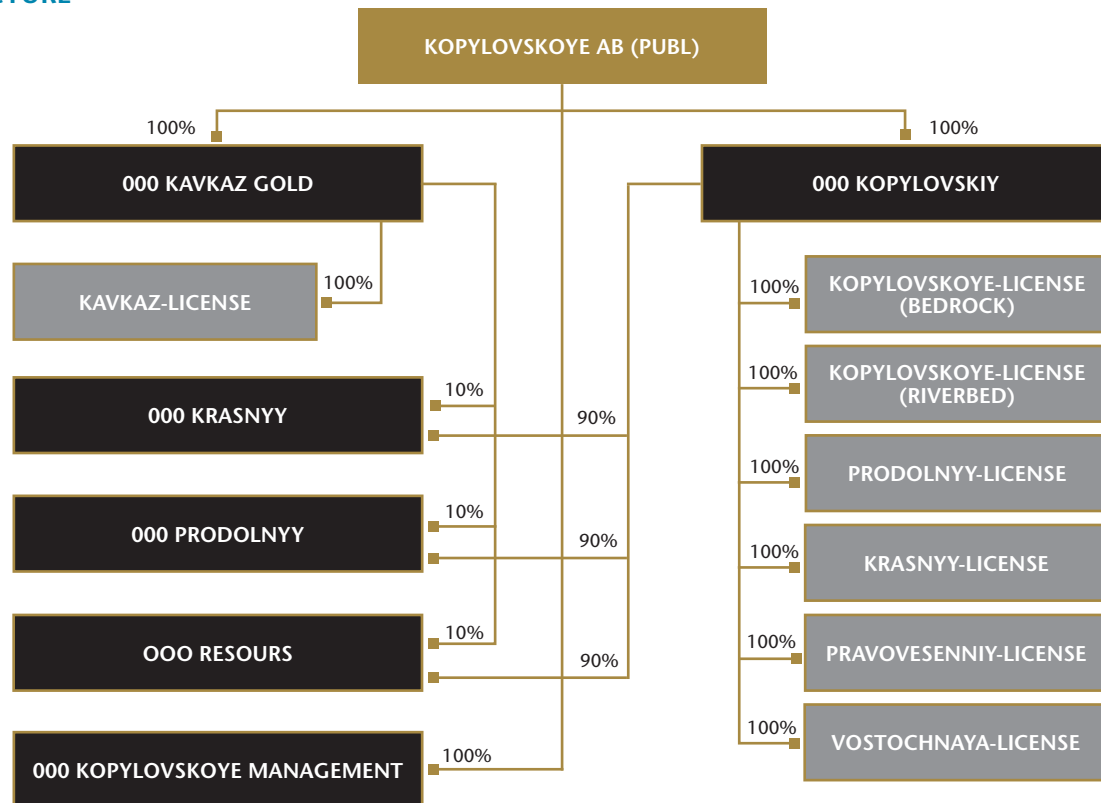 KOPYLOVSKOYE AB (PUBL)
100%
100%
000 KAVKAZ GOLD
000 KOPYLOVSKIY
100%
KAVKAZ-LICENSE
100%
KOPYLOVSKOYE-LICENSE
(BEDROCK)
10%
90%
000 KRASNYY
100%
KOPYLOVSKOYE-LICENSE
(RIVERBED)
100%
PRODOLNYY-LICENSE
10%
90%
000 PRODOLNYY
100%
KRASNYY-LICENSE
10%
90%
OOO RESOURS
100%
PRAVOVESENNIY-LICENSE
100%
VOSTOCHNAYA-LICENSE
100%
000 KOPYLOVSKOYE MANAGEMENT